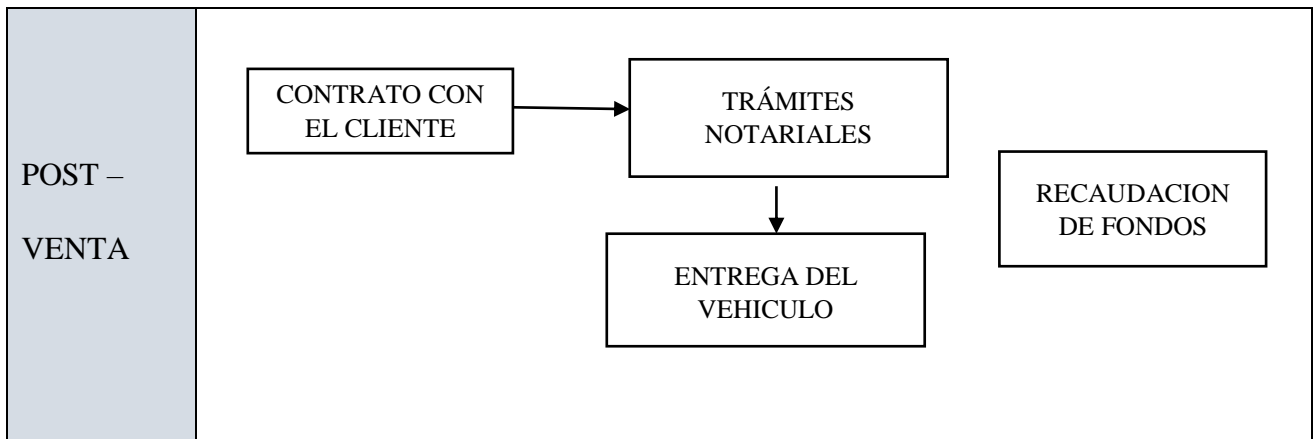 POST –
VENTA
CONTRATO CON
EL CLIENTE
TRÁMITES
NOTARIALES
RECAUDACION
DE FONDOS
ENTREGA DEL
VEHICULO